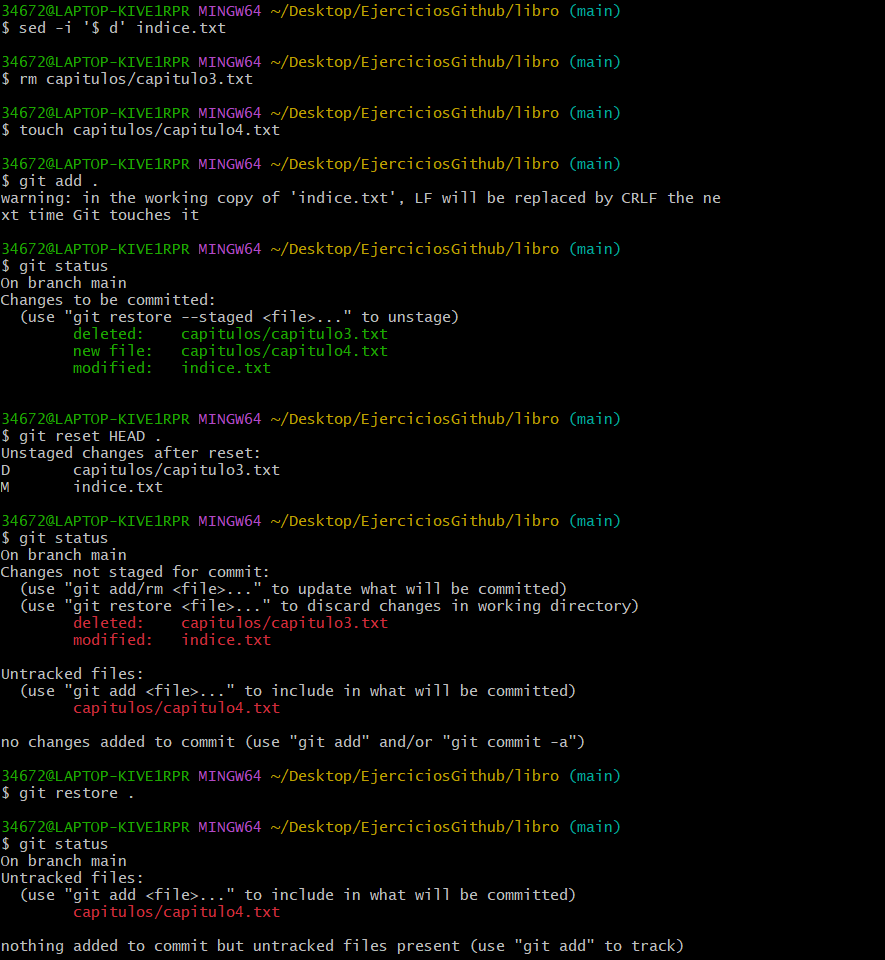 34672@LAPTOP-KIVE1RPR MINGW64 ~/Desktop/EjerciciosGithub/libro (main)
$ sed -i '$ d' indice.txt

34672@LAPTOP-KIVE1RPR MINGW64 ~/Desktop/EjerciciosGithub/libro (main)
$ rm capitulos/capitulo3.txt

34672@LAPTOP-KIVE1RPR MINGW64 ~/Desktop/EjerciciosGithub/libro (main)
$ touch capitulos/capitulo4.txt

34672@LAPTOP-KIVE1RPR MINGW64 ~/Desktop/EjerciciosGithub/libro (main)
$ git add .
warning: in the working copy of 'indice.txt', LF will be replaced by CRLF the ne
xt time Git touches it

34672@LAPTOP-KIVE1RPR MINGW64 ~/Desktop/EjerciciosGithub/libro (main)
$ git status
On branch main
Changes to be committed:
  (use "git restore --staged <file>..." to unstage)
        deleted:    capitulos/capitulo3.txt
        new file:   capitulos/capitulo4.txt
        modified:   indice.txt


34672@LAPTOP-KIVE1RPR MINGW64 ~/Desktop/EjerciciosGithub/libro (main)
$ git reset HEAD .
Unstaged changes after reset:
D       capitulos/capitulo3.txt
M       indice.txt

34672@LAPTOP-KIVE1RPR MINGW64 ~/Desktop/EjerciciosGithub/libro (main)
$ git status
On branch main
Changes not staged for commit:
  (use "git add/rm <file>..." to update what will be committed)
  (use "git restore <file>..." to discard changes in working directory)
        deleted:    capitulos/capitulo3.txt
        modified:   indice.txt

Untracked files:
  (use "git add <file>..." to include in what will be committed)
        capitulos/capitulo4.txt

no changes added to commit (use "git add" and/or "git commit -a")

34672@LAPTOP-KIVE1RPR MINGW64 ~/Desktop/EjerciciosGithub/libro (main)
$ git restore .

34672@LAPTOP-KIVE1RPR MINGW64 ~/Desktop/EjerciciosGithub/libro (main)
$ git status
On branch main
Untracked files:
  (use "git add <file>..." to include in what will be committed)
        capitulos/capitulo4.txt

nothing added to commit but untracked files present (use "git add" to track)